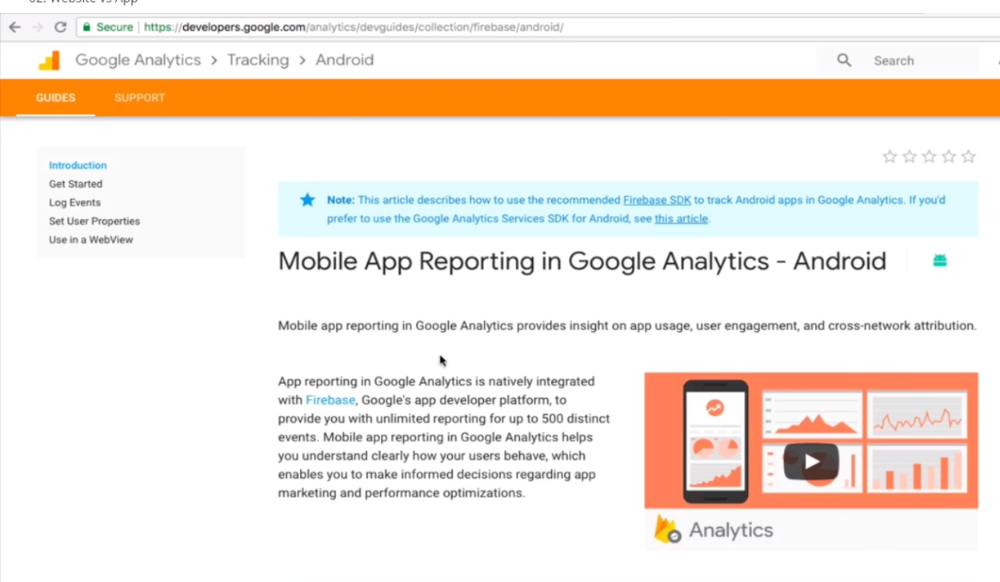 02. Website vs App
Secure https://developers.google.com/analytics/devguides/collection/firebase/android/
Google Analytics > Tracking > Android
Search
GUIDES SUPPORT
Introduction
Get Started
Log Events
Set User Properties
Use in a WebView
Note: This article describes how to use the recommended Firebase SDK to track Android apps in Google Analytics. If you'd
prefer to use the Google Analytics Services SDK for Android, see this article.
Mobile App Reporting in Google Analytics - Android
Mobile app reporting in Google Analytics provides insight on app usage, user engagement, and cross-network attribution.
App reporting in Google Analytics is natively integrated
with Firebase, Google's app developer platform, to
provide you with unlimited reporting for up to 500 distinct
events. Mobile app reporting in Google Analytics helps
you understand clearly how your users behave, which
enables you to make informed decisions regarding app
marketing and performance optimizations.
Analytics